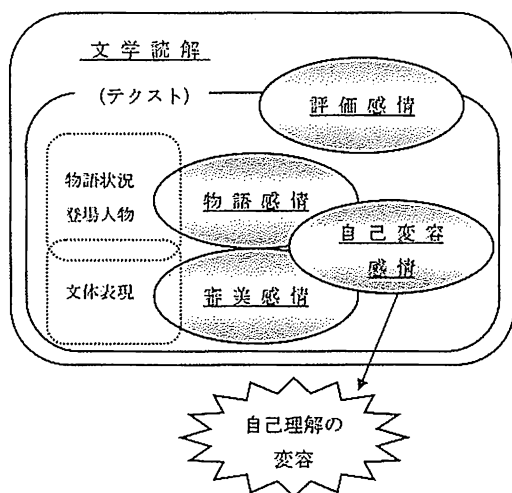 文学読解
(テクスト)
評価感情
物語状況
登場人物
物語感情
自己変容
感情
文体表現
審美感情
自己理解の
変容